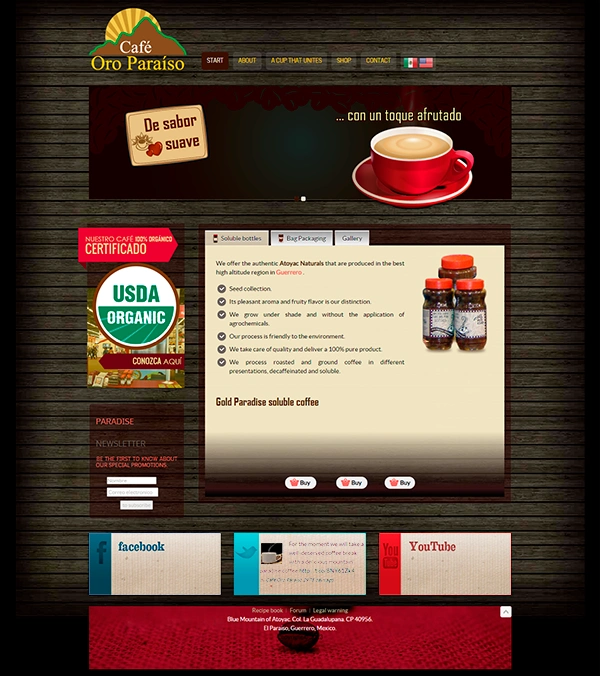 Café
Oro Paraíso
START
ABOUT
A CUP THAT UNITES
SHOP
CONTACT
De sabor
suave
... con un toque afrutado
NUESTRO CAFÉ 100% ORGÁNICO
CERTIFICADO
USDA
ORGANIC
CONOZCA AQUÍ
Soluble bottles
Bag Packaging
Gallery
We offer the authentic Atoyac Naturals that are produced in the best
high altitude region in Guerrero .
Seed collection.
Its pleasant aroma and fruity flavor is our distinction.
We grow under shade and without the application of
agrochemicals.
Our process is friendly to the environment.
We take care of quality and deliver a 100% pure product.
We process roasted and ground coffee in different
presentations, decaffeinated and soluble.
Gold Paradise soluble coffee
Buy
Buy
Buy
PARADISE
NEWSLETTER
BE THE FIRST TO KNOW ABOUT
OUR SPECIAL PROMOTIONS.
facebook
For the moment we will take a
well-deserved coffee break
with a delicious mountain
YouTube
Recipe book | Forum | Legal warning
Blue Mountain of Atoyac. Col. La Guadalupana. CP 40956.
El Paraiso, Guerrero, Mexico.